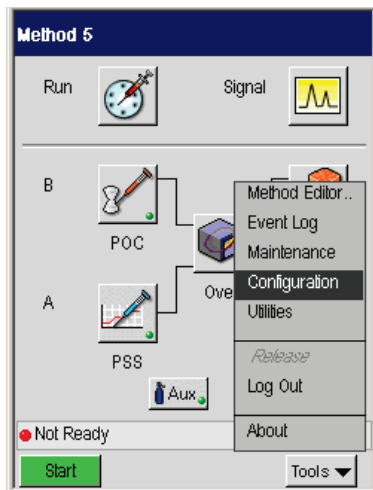 Method 5
Run
Signal
B
Method Editor..
Event Log
POC
Maintenance
Configuration
A
Ove
Utilities
PSS
Release
Aux
Log Out
Not Ready
About
Start
Tools